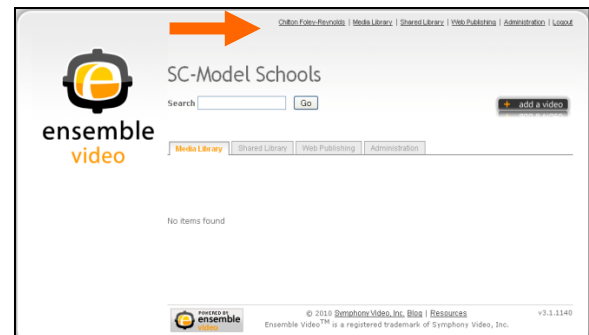 Chilton Foley-Reynolds | Media Library | Shared Library | Web Publishing | Administration | Logout
SC-Model Schools
Search Go
+ add a video
ensemble
video
Media Library Shared Library Web Publishing Administration
No items found
POWERED BY
ensemble
video
© 2010 Symphony Video, Inc. Blog | Resources v3.1.1140
Ensemble Video™ is a registered trademark of Symphony Video, Inc.